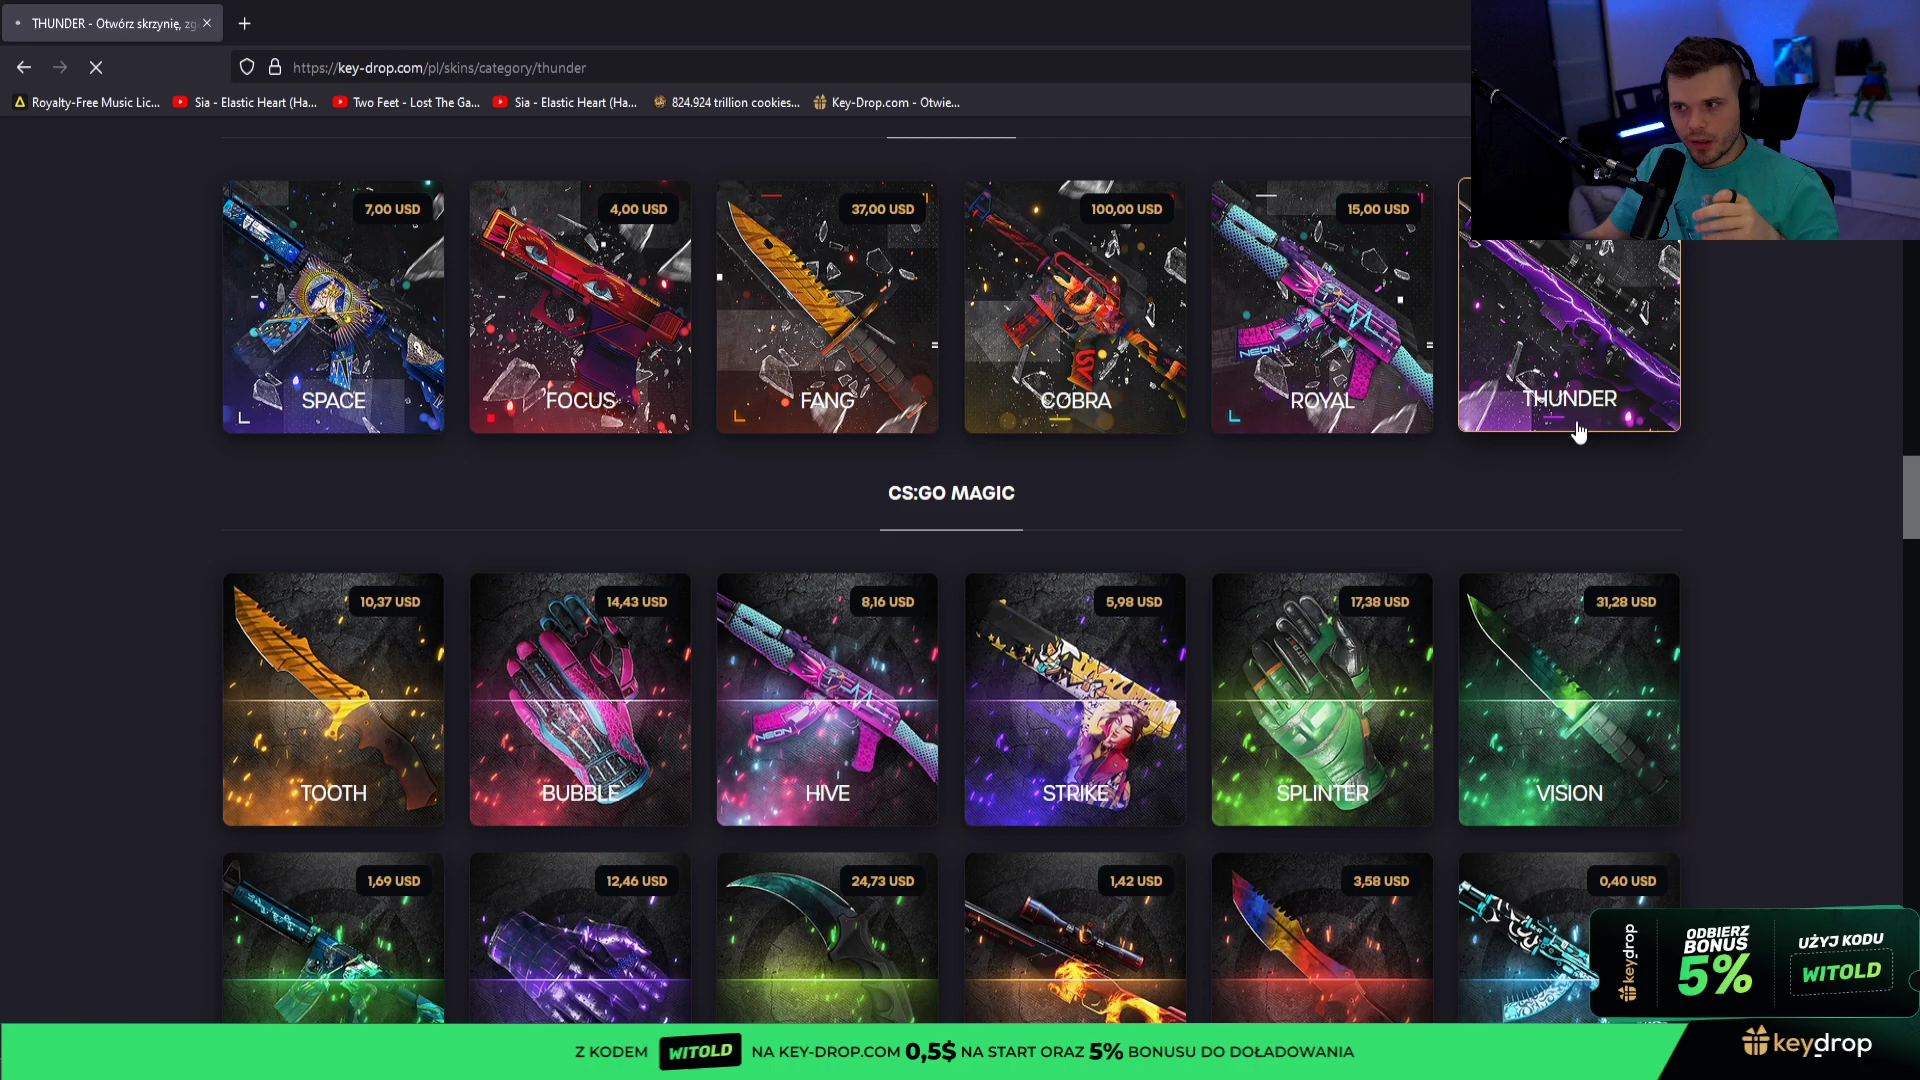 THUNDER - Otwórz skrzynię, zg
https://key-drop.com/pl/skins/category/thunder
Royalty-Free Music Lic...
Sia - Elastic Heart (Ha...
Two Feet - Lost The Ga...
Sia - Elastic Heart (Ha...
824.924 trillion cookies...
Key-Drop.com - Otwie...
7,00 USD
SPACE
4,00 USD
FOCUS
37,00 USD
FANG
100,00 USD
COBRA
15,00 USD
NEON
ROYAL
THUNDER
CS:GO MAGIC
10,37 USD
TOOTH
14,43 USD
BUBBLE
8,16 USD
NEON
HIVE
5,98 USD
STRIKE
17,38 USD
SPLINTER
31,28 USD
VISION
1,69 USD
12,46 USD
24,73 USD
1,42 USD
3,58 USD
0,40 USD
keydrop
ODBIERZ
BONUS
5%
UŻYJ KODU
WITOLD
Z KODEM WITOLD NA KEY-DROP.COM 0,5$ NA START ORAZ 5% BONUSU DO DOŁADOWANIA
keydrop